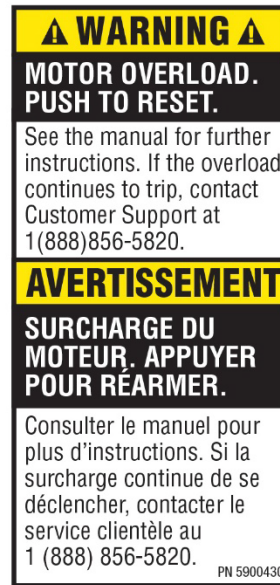 WARNING
MOTOR OVERLOAD.
PUSH TO RESET.
See the manual for further
instructions. If the overload
continues to trip, contact
Customer Support at
1(888)856-5820.
AVERTISSEMENT
SURCHARGE DU
MOTEUR. APPUYER
POUR RÉARMER.
Consulter le manuel pour
plus d'instructions. Si la
surcharge continue de se
déclencher, contacter le
service clientèle au
1 (888) 856-5820.
PN 5900430